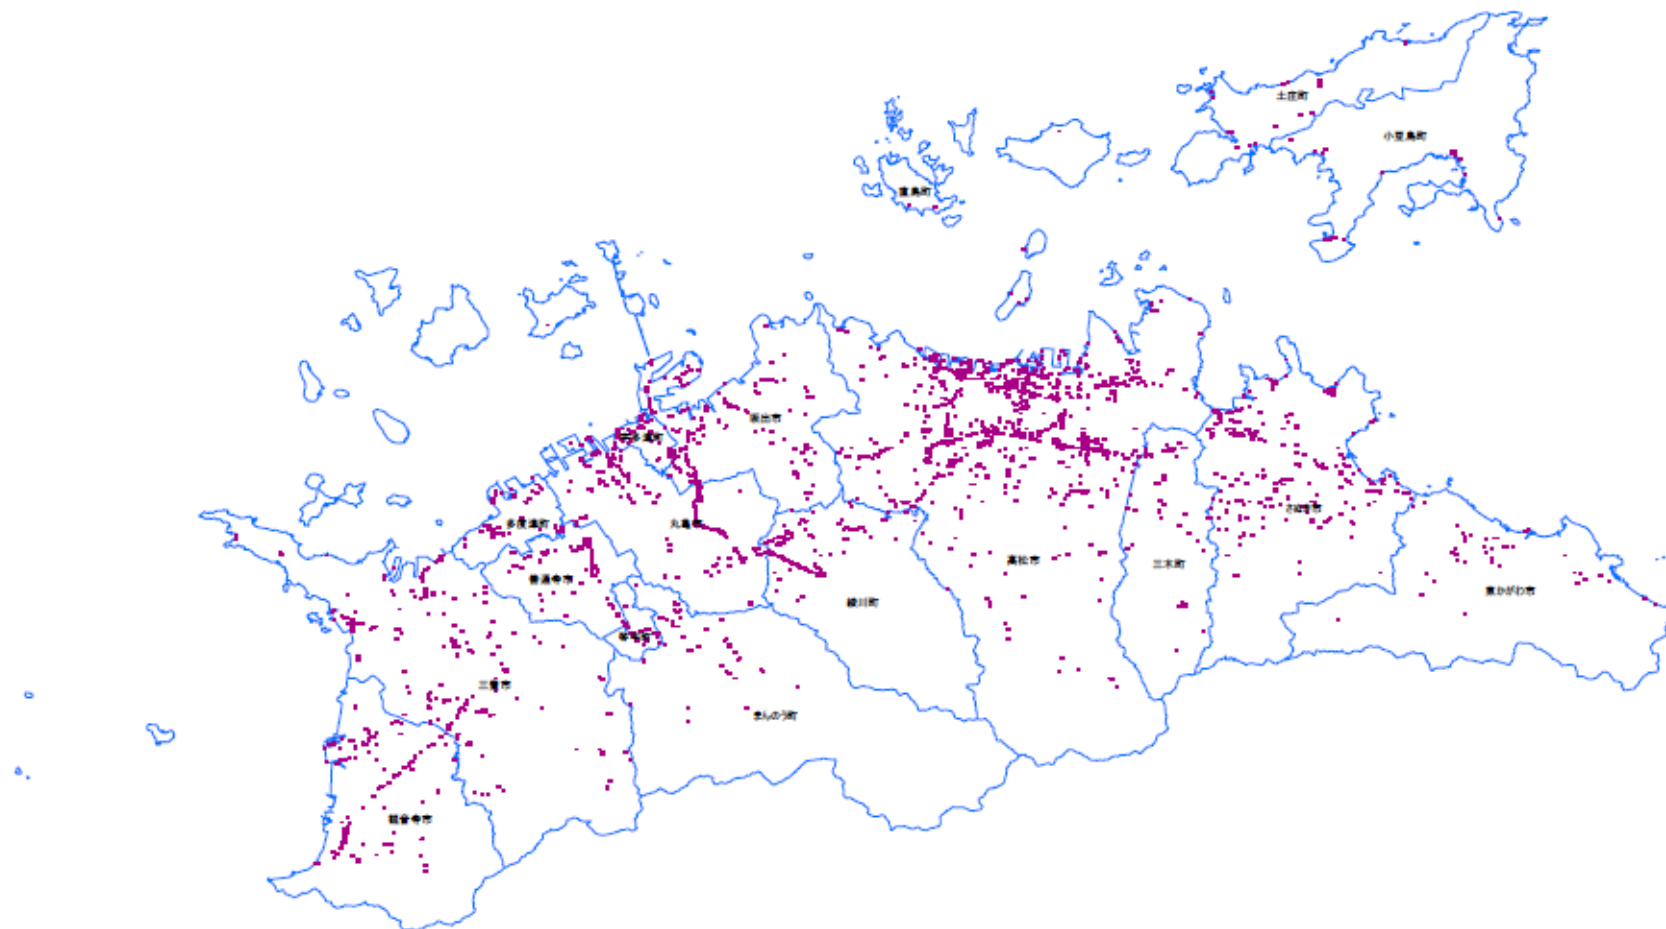 土庄町
小豆島町
直島町
坂出市
宇多津町
多度津町
丸亀市
さぬき市
善通寺市
高松市
三木町
東かがわ市
綾川町
琴平町
三豊市
まんのう町
観音寺市